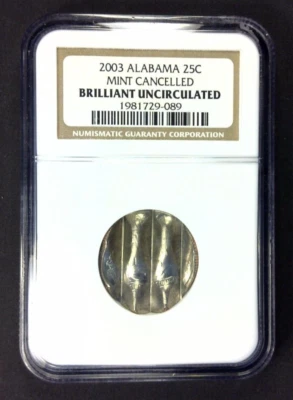 2003 ALABAMA 25C
MINT CANCELLED
BRILLIANT UNCIRCULATED
1981729-089
NUMISMATIC GUARANTY CORPORATION